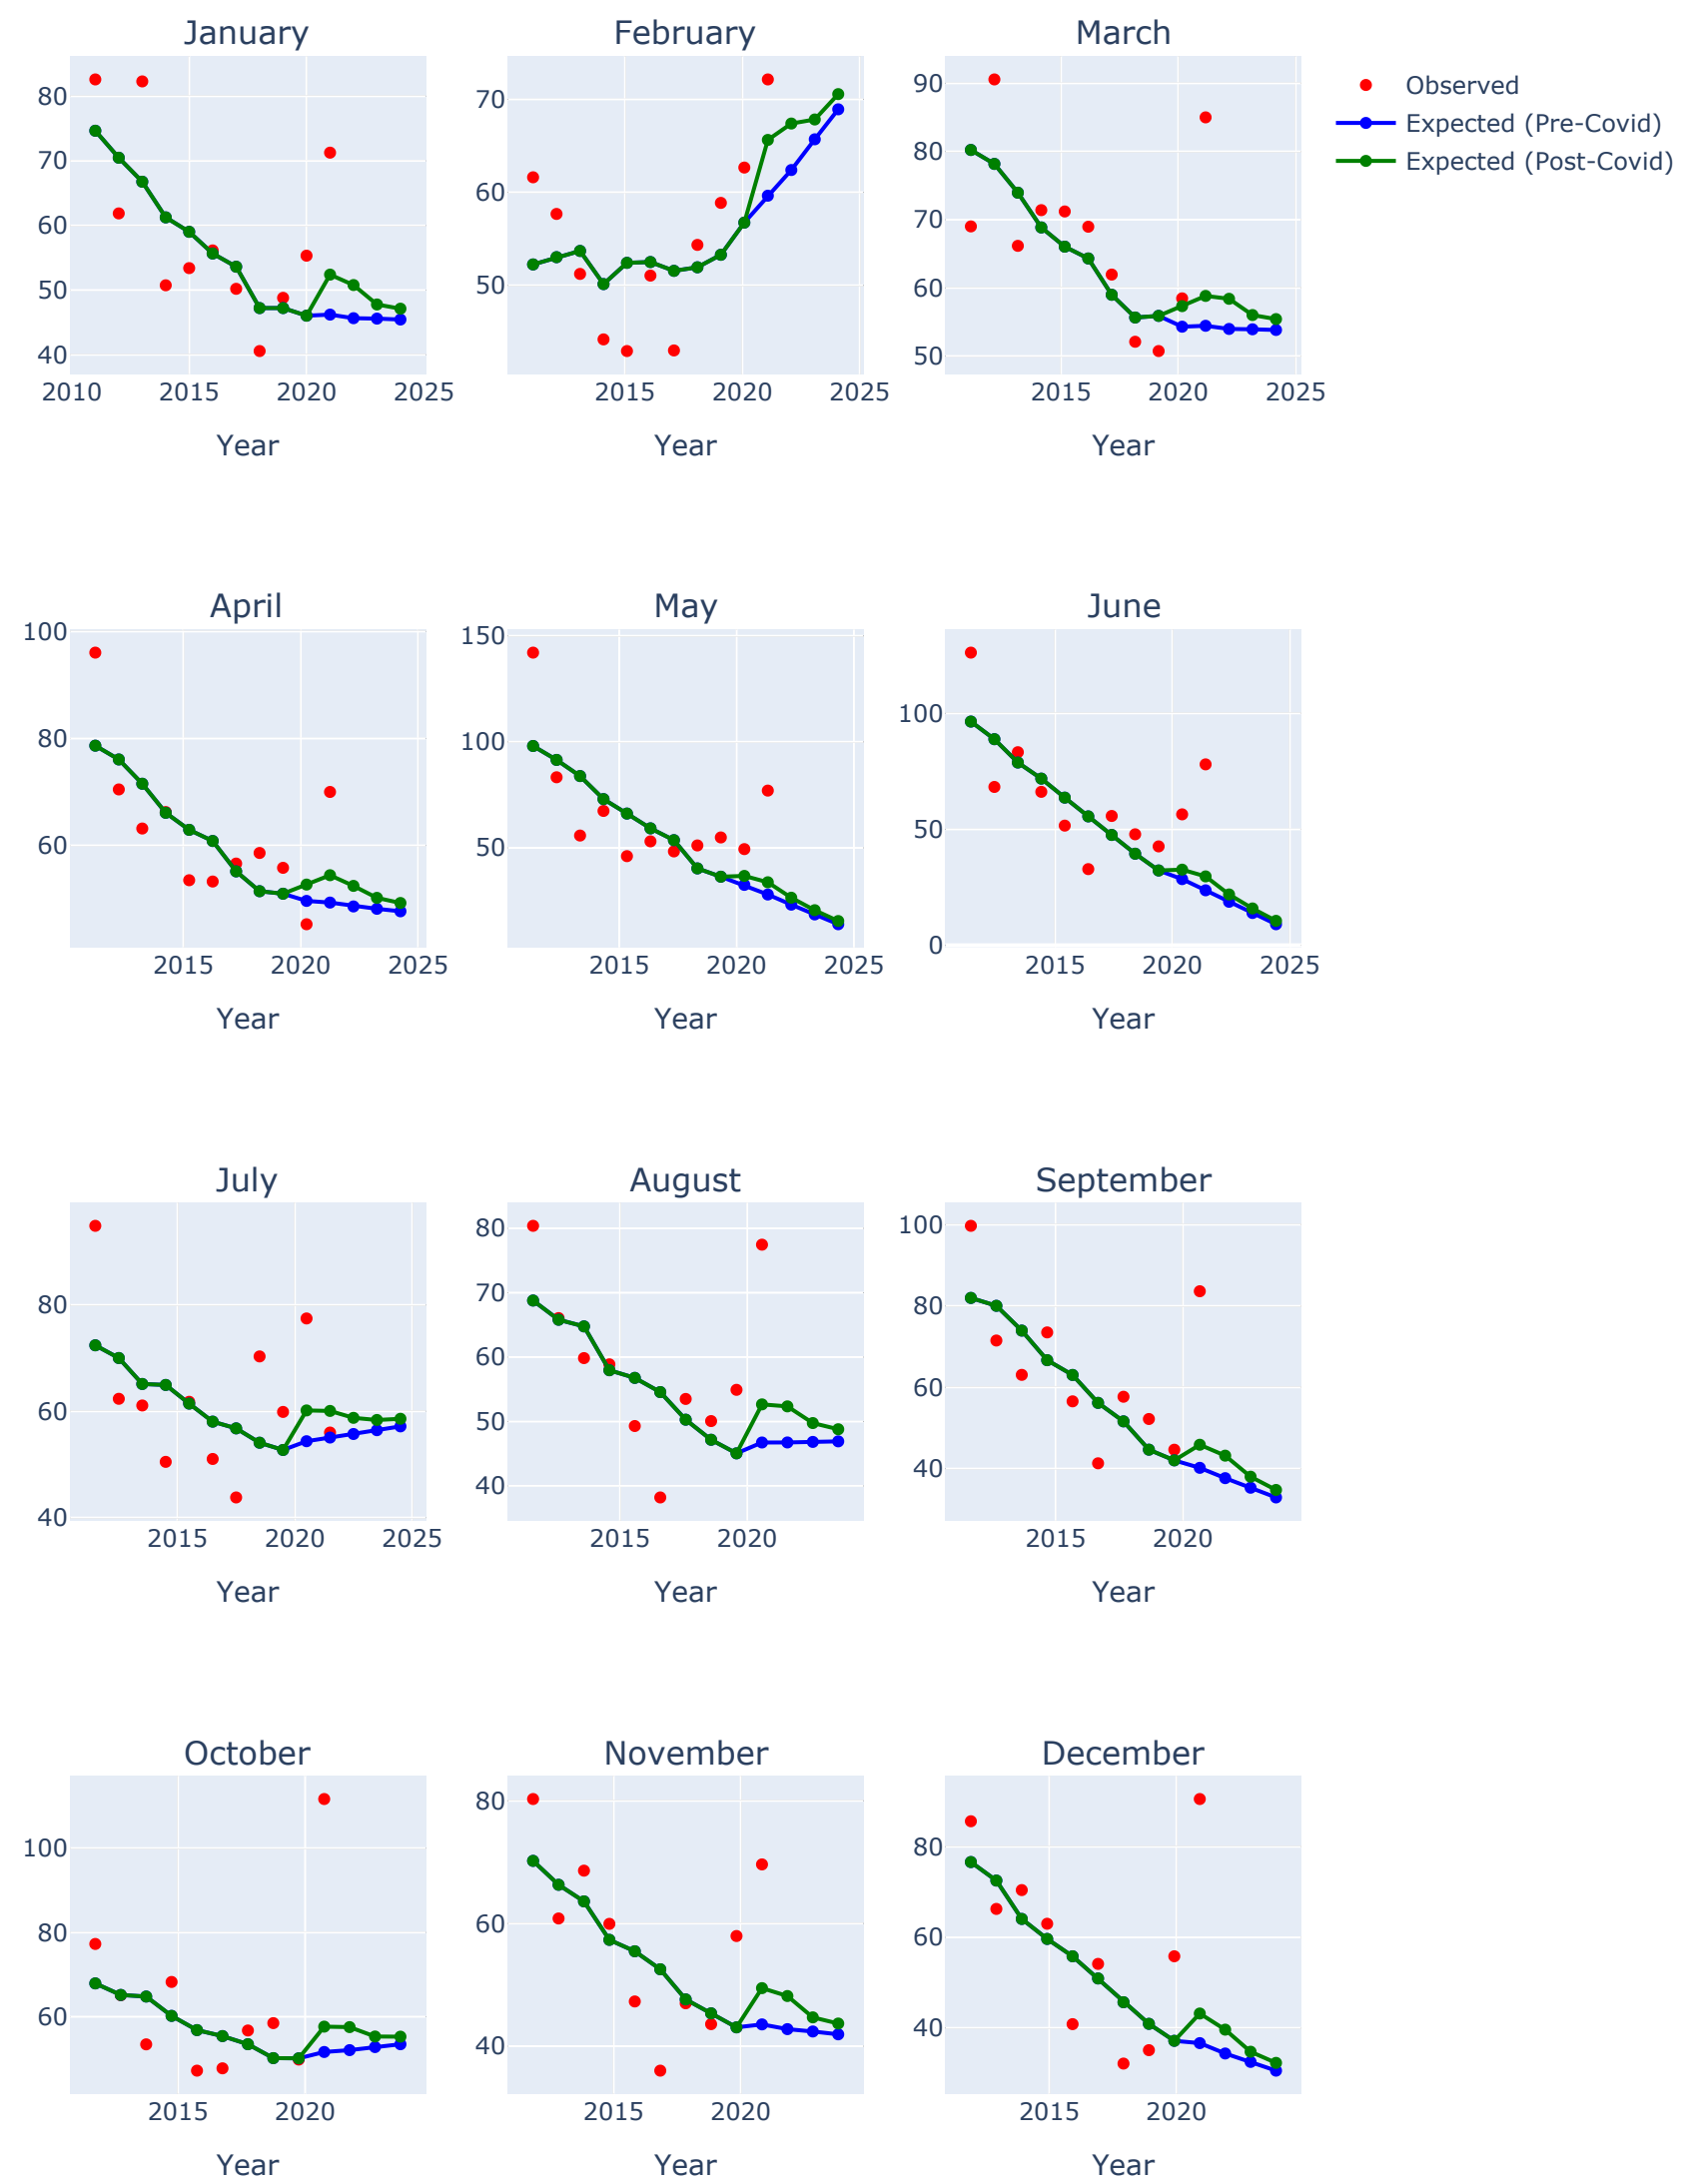 January
February
March
80
70
60
50
40
2010
2015
2020
2025
Year
70
60
50
2015
2020
2025
Year
90
80
70
60
50
2015
2020
2025
Year
Observed
Expected (Pre-Covid)
Expected (Post-Covid)
April
May
June
100
80
60
2015
2020
2025
Year
150
100
50
2015
2020
2025
Year
100
50
0
2015
2020
2025
Year
July
August
September
80
60
40
2015
2020
2025
Year
80
70
60
50
40
2015
2020
Year
100
80
60
40
2015
2020
Year
October
November
December
100
80
60
2015
2020
Year
80
60
40
2015
2020
Year
80
60
40
2015
2020
Year